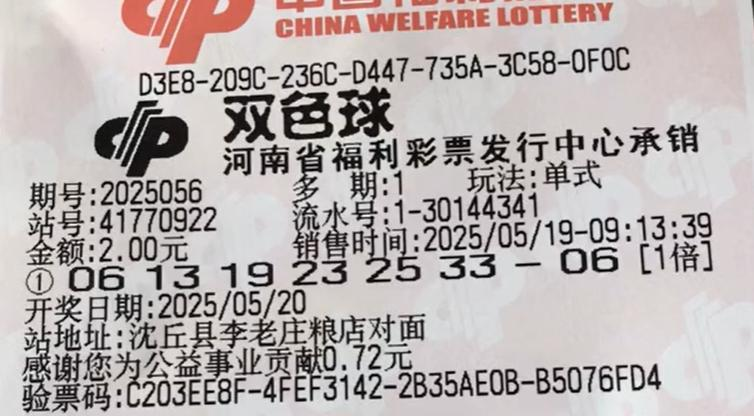 CHINA WELFARE LOTTERY
D3E8-209C-236C-D447-735A-3C58-0F0C
双色球
河南省福利彩票发行中心承销
期号:2025056 多 期:1 玩法:单式
站号:41770922 流水号:1-30144341
金额:2.00元 销售时间:2025/05/19-09:13:39
① 06 13 19 23 25 33 - 06 [1倍]
开奖日期:2025/05/20
站地址:沈丘县李老庄粮店对面
感谢您为公益事业贡献0.72元
验票码:C203EE8F-4FEF3142-2B35AE0B-B5076FD4